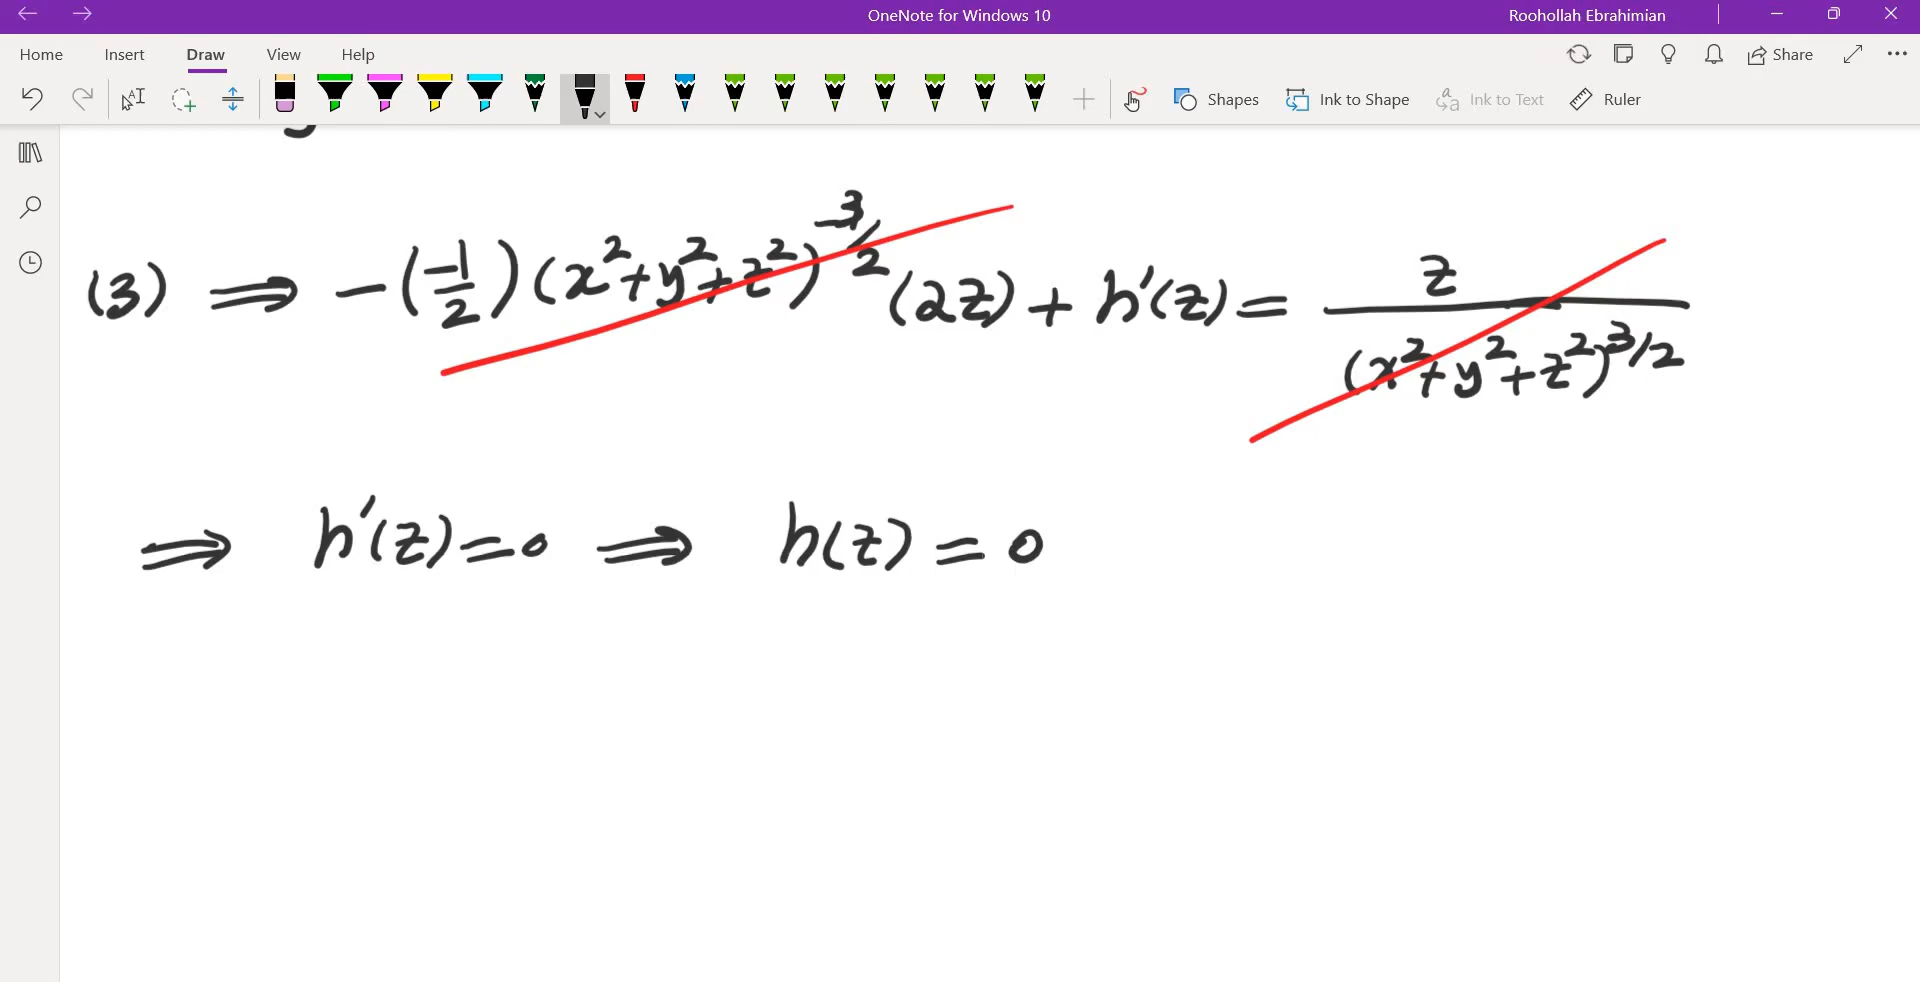 OneNote for Windows 10 Roohollah Ebrahimian
Home Insert Draw View Help Share
Shapes Ink to Shape Ink to Text Ruler
(3) ⟹ -(-1/2)(x²+y²+z²)^{-3/2}(2z) + h'(z) = z/(x²+y²+z²)^{3/2}
⟹ h'(z)=0 ⟹ h(z) = 0